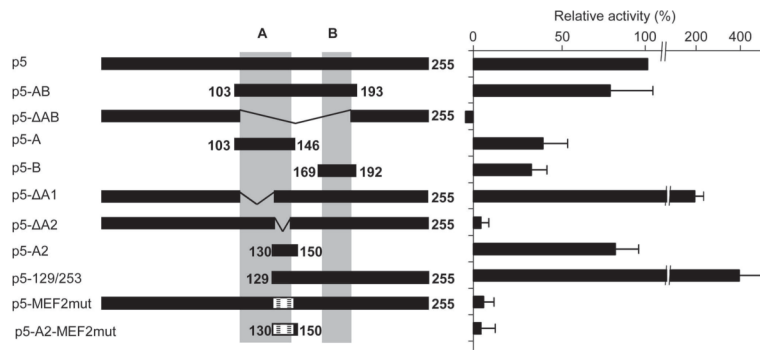 Relative activity (%)
A B 0 50 100 200 400
p5 255
p5-AB 103 193
p5-ΔAB 255
p5-A 103 146
p5-B 169 192
p5-ΔA1 255
p5-ΔA2 255
p5-A2 130 150
p5-129/253 129 255
p5-MEF2mut 255
p5-A2-MEF2mut 130 150